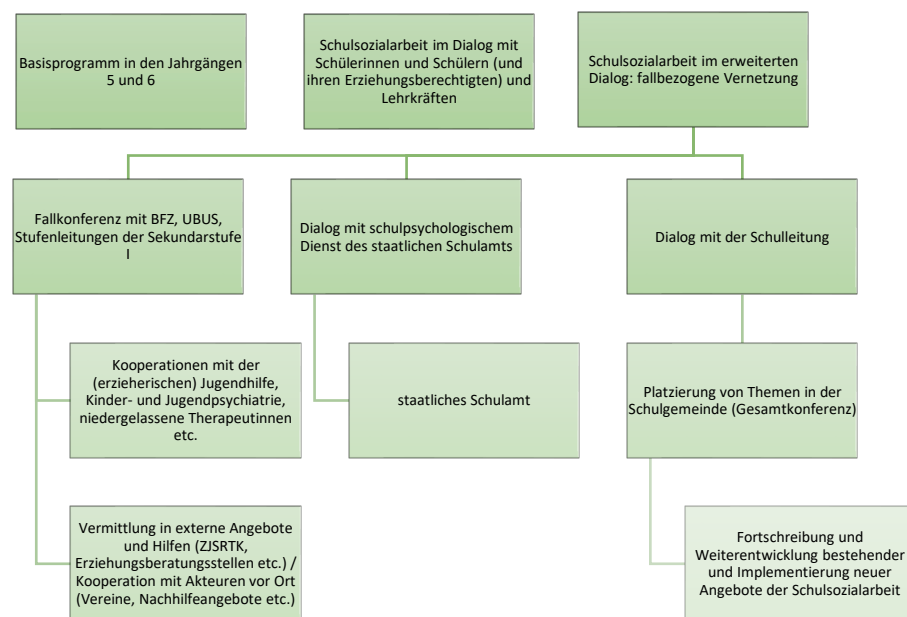 Basisprogramm in den Jahrgängen
5 und 6
Schulsozialarbeit im Dialog mit
Schülerinnen und Schülern (und
ihren Erziehungsberechtigten) und
Lehrkräften
Schulsozialarbeit im erweiterten
Dialog: fallbezogene Vernetzung
Fallkonferenz mit BFZ, UBUS,
Stufenleitungen der Sekundarstufe
I
Dialog mit schulpsychologischem
Dienst des staatlichen Schulamts
Dialog mit der Schulleitung
Kooperationen mit der
(erzieherischen) Jugendhilfe,
Kinder- und Jugendpsychiatrie,
niedergelassene Therapeutinnen
etc.
staatliches Schulamt
Platzierung von Themen in der
Schulgemeinde (Gesamtkonferenz)
Vermittlung in externe Angebote
und Hilfen (ZJSRTK,
Erziehungsberatungsstellen etc.) /
Kooperation mit Akteuren vor Ort
(Vereine, Nachhilfeangebote etc.)
Fortschreibung und
Weiterentwicklung bestehender
und Implementierung neuer
Angebote der Schulsozialarbeit